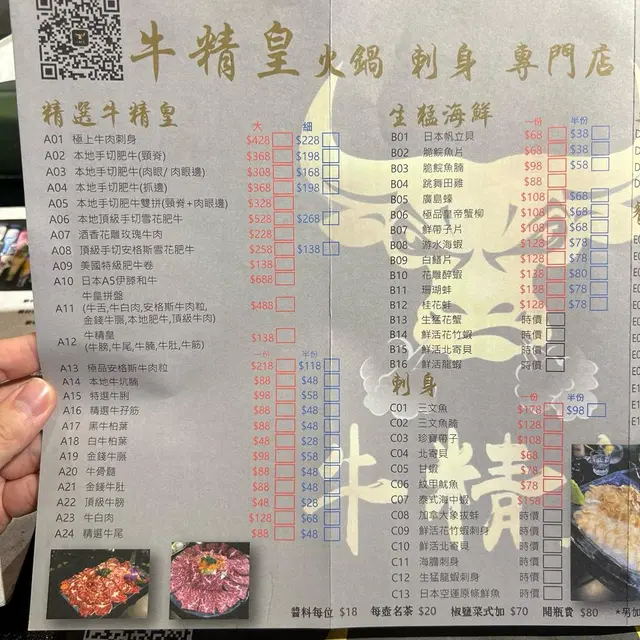 牛精皇 火鍋 刺身 專門店
精選牛精皇
大 細
A01 極上牛肉刺身 $428 $228
A02 本地手切肥牛(頸脊) $368 $198
A03 本地手切肥牛(肉眼/肉眼邊) $308 $168
A04 本地手切肥牛(抓邊) $368 $198
A05 本地手切肥牛雙拼(頸脊+肉眼邊) $328
A06 本地頂級手切雪花肥牛 $528 $268
A07 酒香花雕玫瑰牛肉 $228
A08 頂級手切安格斯雪花肥牛 $258 $138
A09 美國特級肥牛卷 $138
A10 日本A5伊藤和牛 $688
A11 牛皇拼盤 $488
(牛舌,牛白肉,安格斯牛肉粒,
金錢牛𦟌,本地肥牛,頂級牛肉)
A12 牛精皇 $138
(牛膀,牛尾,牛腩,牛肚,牛筋)
一份 半份
A13 極品安格斯牛肉粒 $218 $118
A14 本地牛坑腩 $88 $48
A15 特選牛脷 $98 $58
A16 精選牛孖筋 $88 $48
A17 黑牛柏葉 $88 $48
A18 白牛柏葉 $48 $28
A19 金錢牛𦟌 $98 $58
A20 牛骨髓 $88 $48
A21 金錢牛肚 $88 $48
A22 頂級牛膀 $48 $28
A23 牛白肉 $128 $68
A24 精選牛尾 $88 $48
生猛海鮮
一份 半份
B01 日本帆立貝 $68 $38
B02 脆鯇魚片 $68 $38
B03 脆鯇魚腩 $98 $58
B04 跳舞田雞 $88
B05 廣島蠔 $108 $68
B06 極品皇帝蟹柳 $108 $68
B07 鮮帶子片 $108 $68
B08 游水海蝦 $128 $78
B09 白鱔片 $128 $78
B10 花雕醉蝦 $138 $80
B11 珊瑚蚌 $128 $78
B12 桂花蚌 $128 $78
B13 生猛花蟹 時價
B14 鮮活花竹蝦 時價
B15 鮮活北寄貝 時價
B16 鮮活龍蝦 時價
刺身
一份 半份
C01 三文魚 $178 $98
C02 三文魚腩
C03 珍寶帶子
C04 北寄貝 $68
C05 甘蝦 $78
C06 紋甲魷魚 $78
C07 泰式海中蝦 $158
C08 加拿大象拔蚌 時價
C09 鮮活花竹蝦刺身 時價
C10 鮮活北寄貝 時價
C11 海膽刺身 時價
C12 生猛龍蝦刺身 時價
C13 日本空運原條鮮魚 時價
牛精
醬料每位 $18 每壺名茶 $20 椒鹽菜式加 $70 開瓶費 $80 *另加